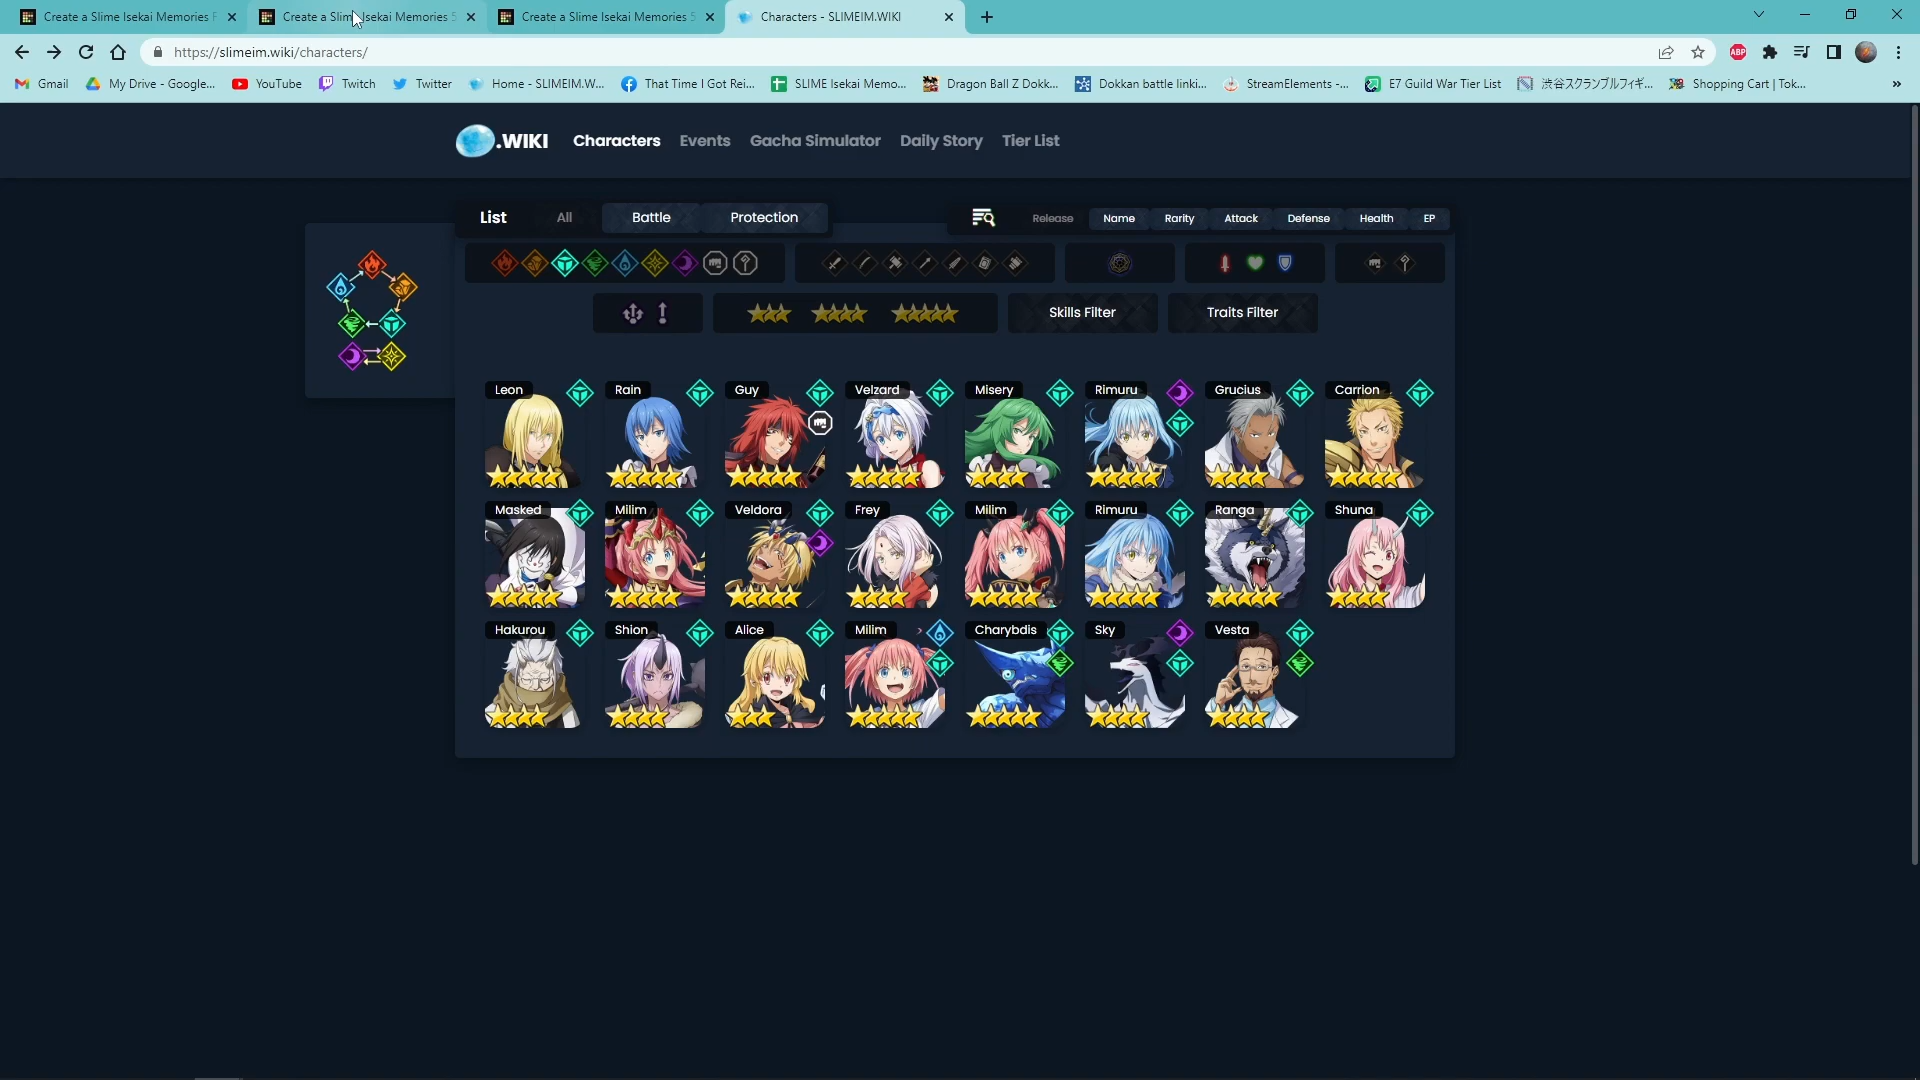 Create a Slime Isekai Memories F
Create a Slime Isekai Memories 5
Create a Slime Isekai Memories 5
Characters - SLIMEIM.WIKI
https://slimeim.wiki/characters/
ABP
Gmail
My Drive - Google...
YouTube
Twitch
Twitter
Home - SLIMEIM.W...
That Time I Got Rei...
SLIME Isekai Memo...
Dragon Ball Z Dokk...
Dokkan battle linki...
StreamElements -...
E7 Guild War Tier List
渋谷スクランブルフィギ...
Shopping Cart | Tok...
»
.WIKI
Characters
Events
Gacha Simulator
Daily Story
Tier List
List
All
Battle
Protection
Release
Name
Rarity
Attack
Defense
Health
EP
Skills Filter
Traits Filter
Leon
Rain
Guy
Velzard
Misery
Rimuru
Grucius
Carrion
Masked
Milim
Veldora
Frey
Milim
Rimuru
Ranga
Shuna
Hakurou
Shion
Alice
Milim
Charybdis
Sky
Vesta